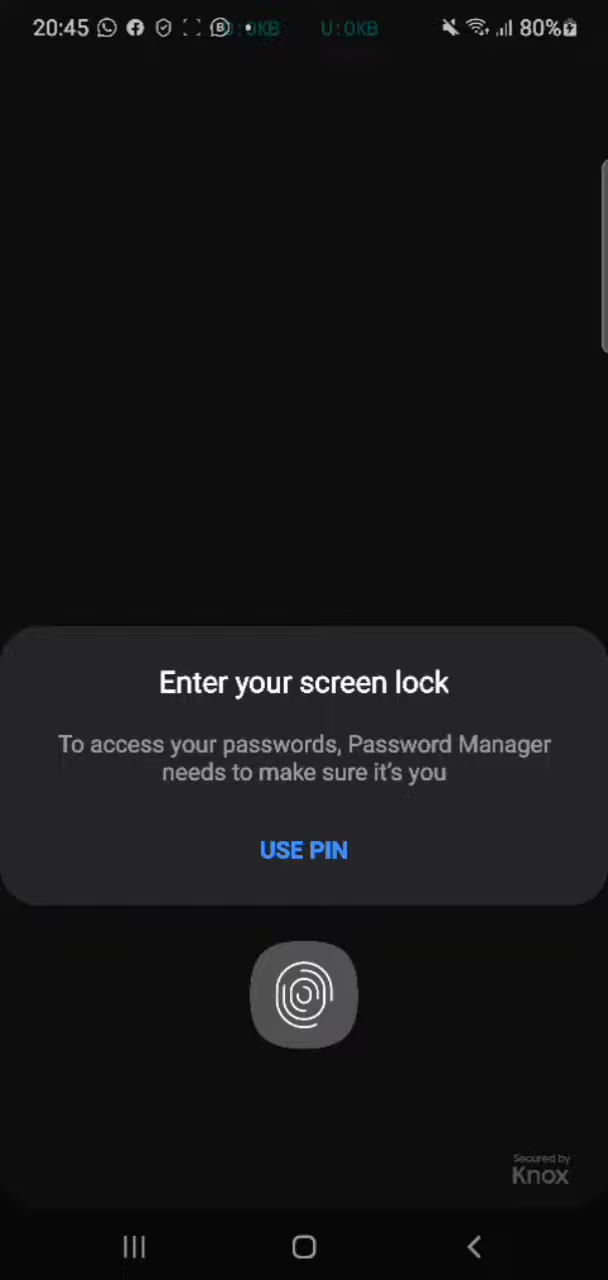 20:45 D:0KB U:0KB 80%
Enter your screen lock
To access your passwords, Password Manager
needs to make sure it's you
USE PIN
Secured by
Knox